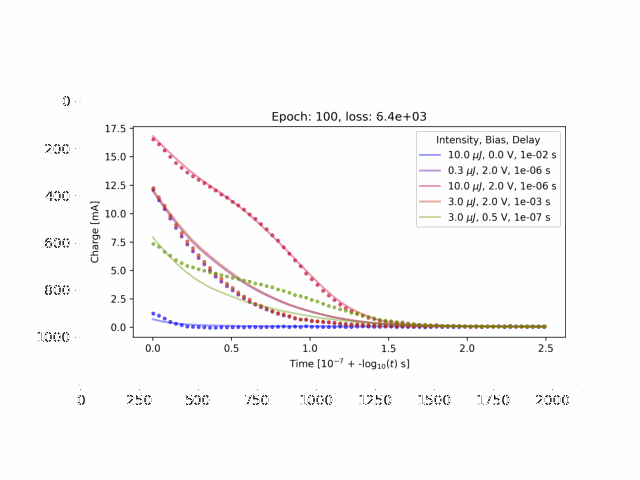 Epoch: 100, loss: 6.4e+03
Intensity, Bias, Delay
10.0 μJ, 0.0 V, 1e-02 s
0.3 μJ, 2.0 V, 1e-06 s
10.0 μJ, 2.0 V, 1e-06 s
3.0 μJ, 2.0 V, 1e-03 s
3.0 μJ, 0.5 V, 1e-07 s
Charge [mA]
17.5
15.0
12.5
10.0
7.5
5.0
2.5
0.0
0.0 0.5 1.0 1.5 2.0 2.5
Time [10⁻⁷ + -log₁₀(t) s]
0
200
400
600
800
1000
0 250 500 750 1000 1250 1500 1750 2000